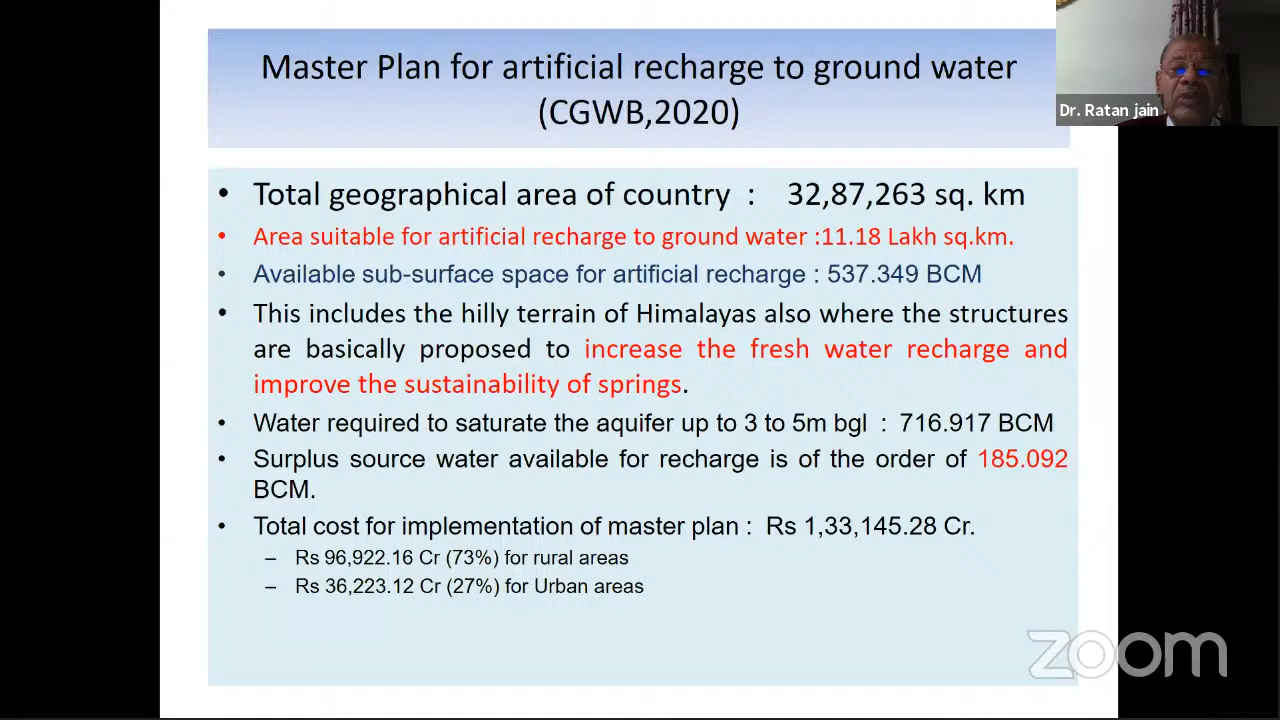 Master Plan for artificial recharge to ground water
(CGWB,2020)
Dr. Ratan jain
• Total geographical area of country : 32,87,263 sq. km
• Area suitable for artificial recharge to ground water :11.18 Lakh sq.km.
• Available sub-surface space for artificial recharge : 537.349 BCM
• This includes the hilly terrain of Himalayas also where the structures
are basically proposed to increase the fresh water recharge and
improve the sustainability of springs.
• Water required to saturate the aquifer up to 3 to 5m bgl : 716.917 BCM
• Surplus source water available for recharge is of the order of 185.092
BCM.
• Total cost for implementation of master plan : Rs 1,33,145.28 Cr.
– Rs 96,922.16 Cr (73%) for rural areas
– Rs 36,223.12 Cr (27%) for Urban areas
zoom